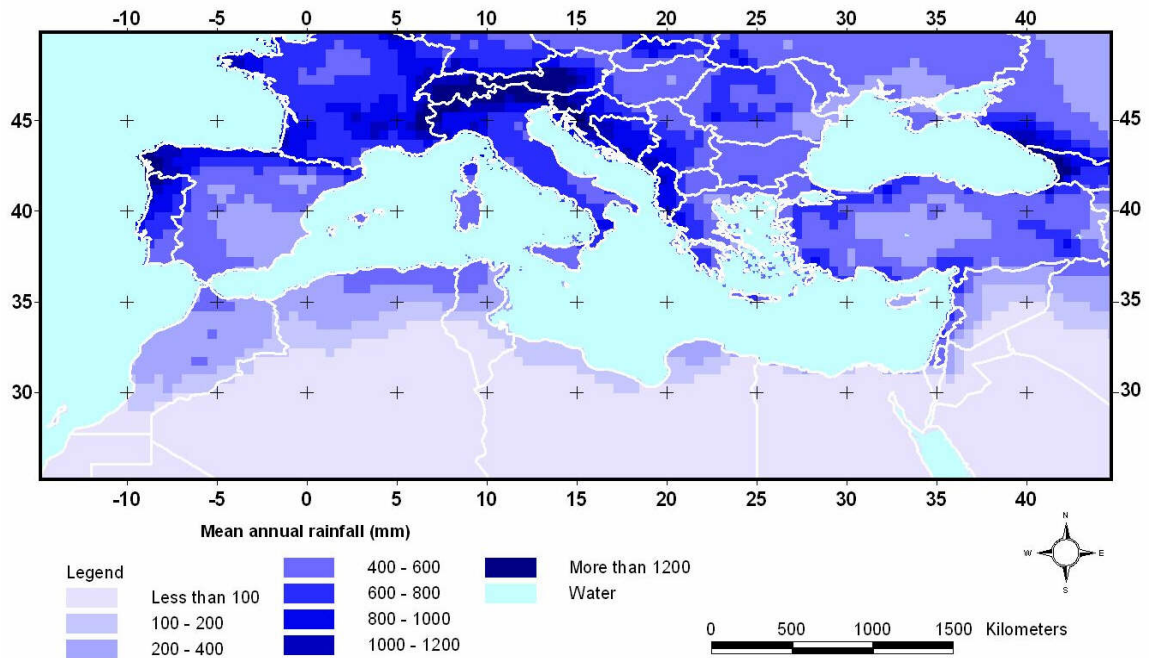 -10 -5 0 5 10 15 20 25 30 35 40
45 45
40 40
35 35
30 30
-10 -5 0 5 10 15 20 25 30 35 40
Mean annual rainfall (mm)
Legend
Less than 100
100 - 200
200 - 400
400 - 600
600 - 800
800 - 1000
1000 - 1200
More than 1200
Water
N
W E
S
0 500 1000 1500 Kilometers